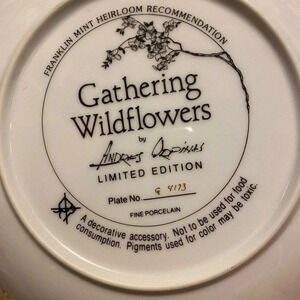 FRANKLIN MINT HEIRLOOM RECOMMENDATION
Gathering
Wildflowers
by
LIMITED EDITION
Plate No. G 4173
FINE PORCELAIN
A decorative accessory. Not to be used for food
consumption. Pigments used for color may be toxic.